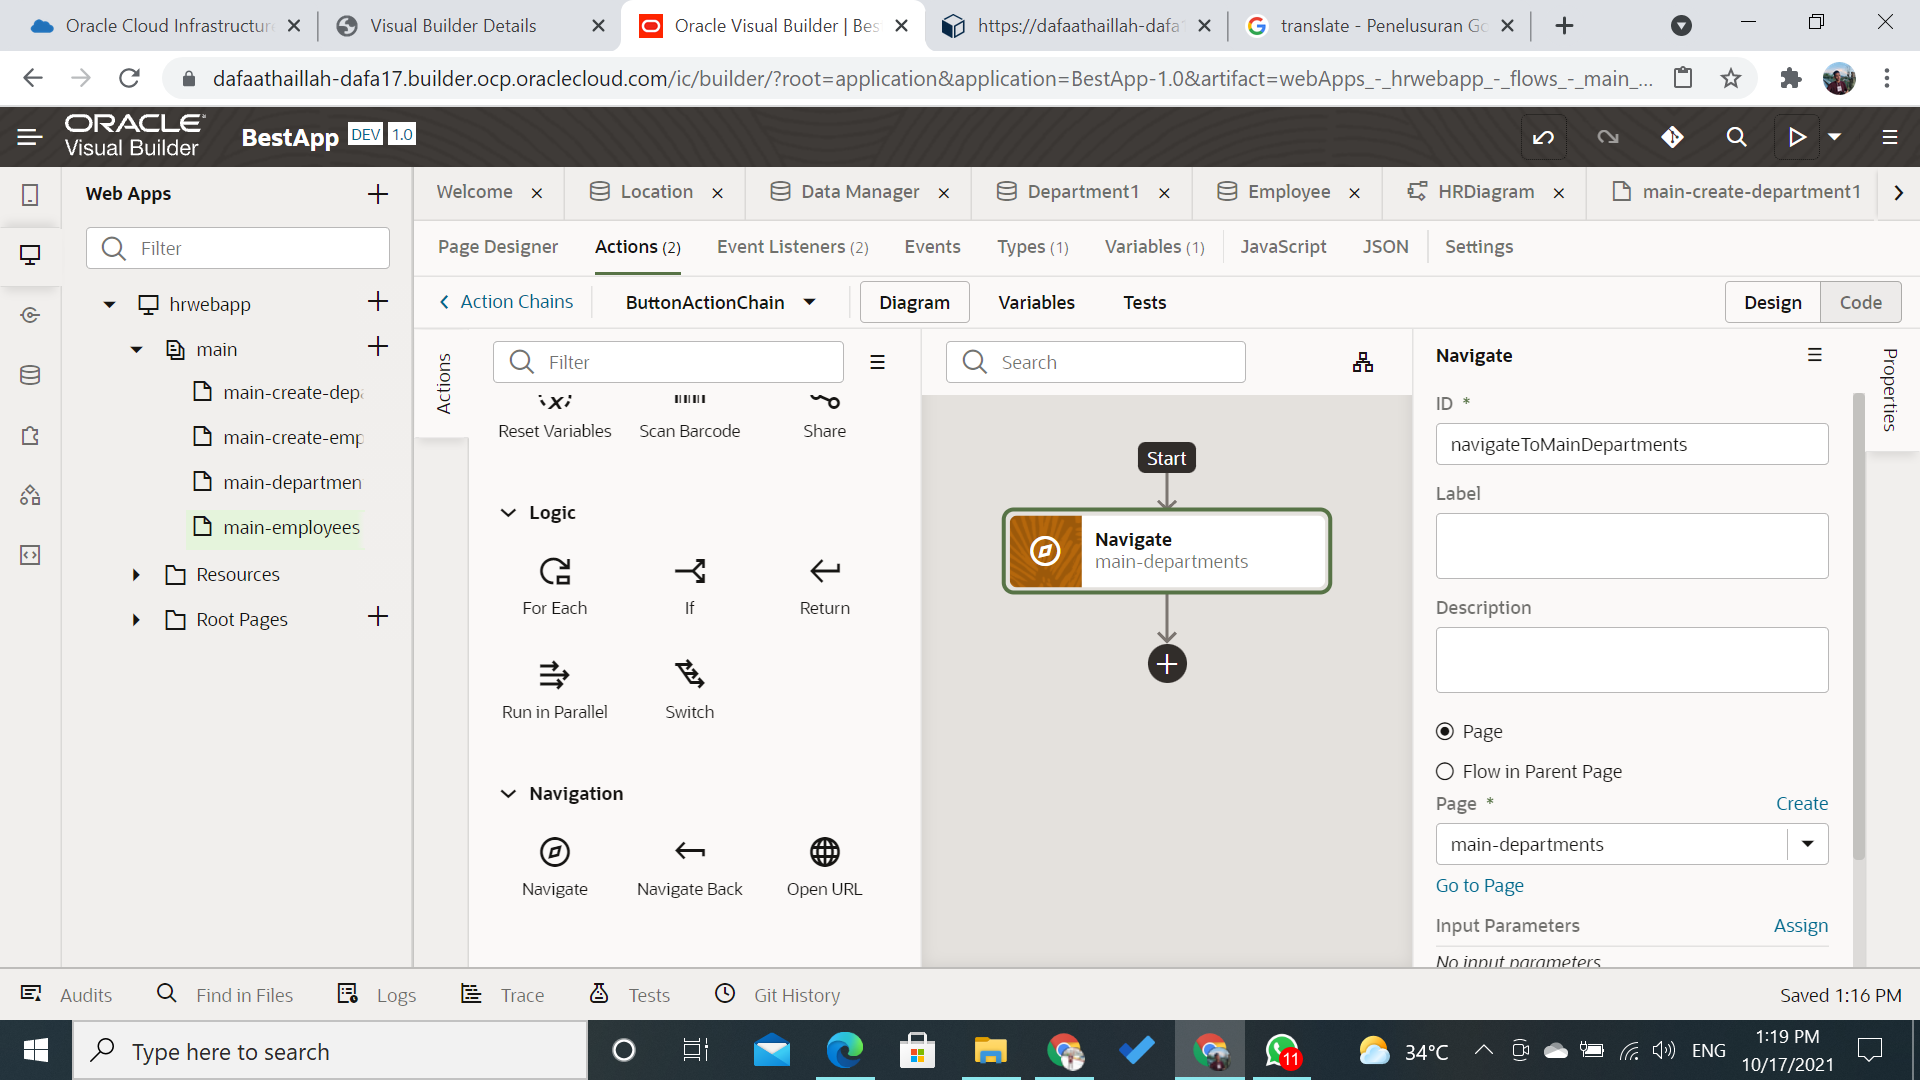 Oracle Cloud Infrastructure
Visual Builder Details
Oracle Visual Builder | Bes
https://dafaathaillah-dafa1
translate - Penelusuran Go
dafaathaillah-dafa17.builder.ocp.oraclecloud.com/ic/builder/?root=application&application=BestApp-1.0&artifact=webApps_-_hrwebapp_-_flows_-_main_...
ORACLE
Visual Builder
BestApp DEV 1.0
Web Apps
Filter
hrwebapp
main
main-create-depa
main-create-emp
main-departmen
main-employees
Resources
Root Pages
Welcome
Location
Data Manager
Department1
Employee
HRDiagram
main-create-department1
Page Designer
Actions (2)
Event Listeners (2)
Events
Types (1)
Variables (1)
JavaScript
JSON
Settings
Action Chains
ButtonActionChain
Diagram
Variables
Tests
Design
Code
Actions
Filter
Reset Variables
Scan Barcode
Share
Logic
For Each
If
Return
Run in Parallel
Switch
Navigation
Navigate
Navigate Back
Open URL
Search
Start
Navigate
main-departments
Navigate
Properties
ID *
navigateToMainDepartments
Label
Description
Page
Flow in Parent Page
Page *
Create
main-departments
Go to Page
Input Parameters
Assign
No input parameters
Audits
Find in Files
Logs
Trace
Tests
Git History
Saved 1:16 PM
Type here to search
11
34°C
ENG
1:19 PM
10/17/2021